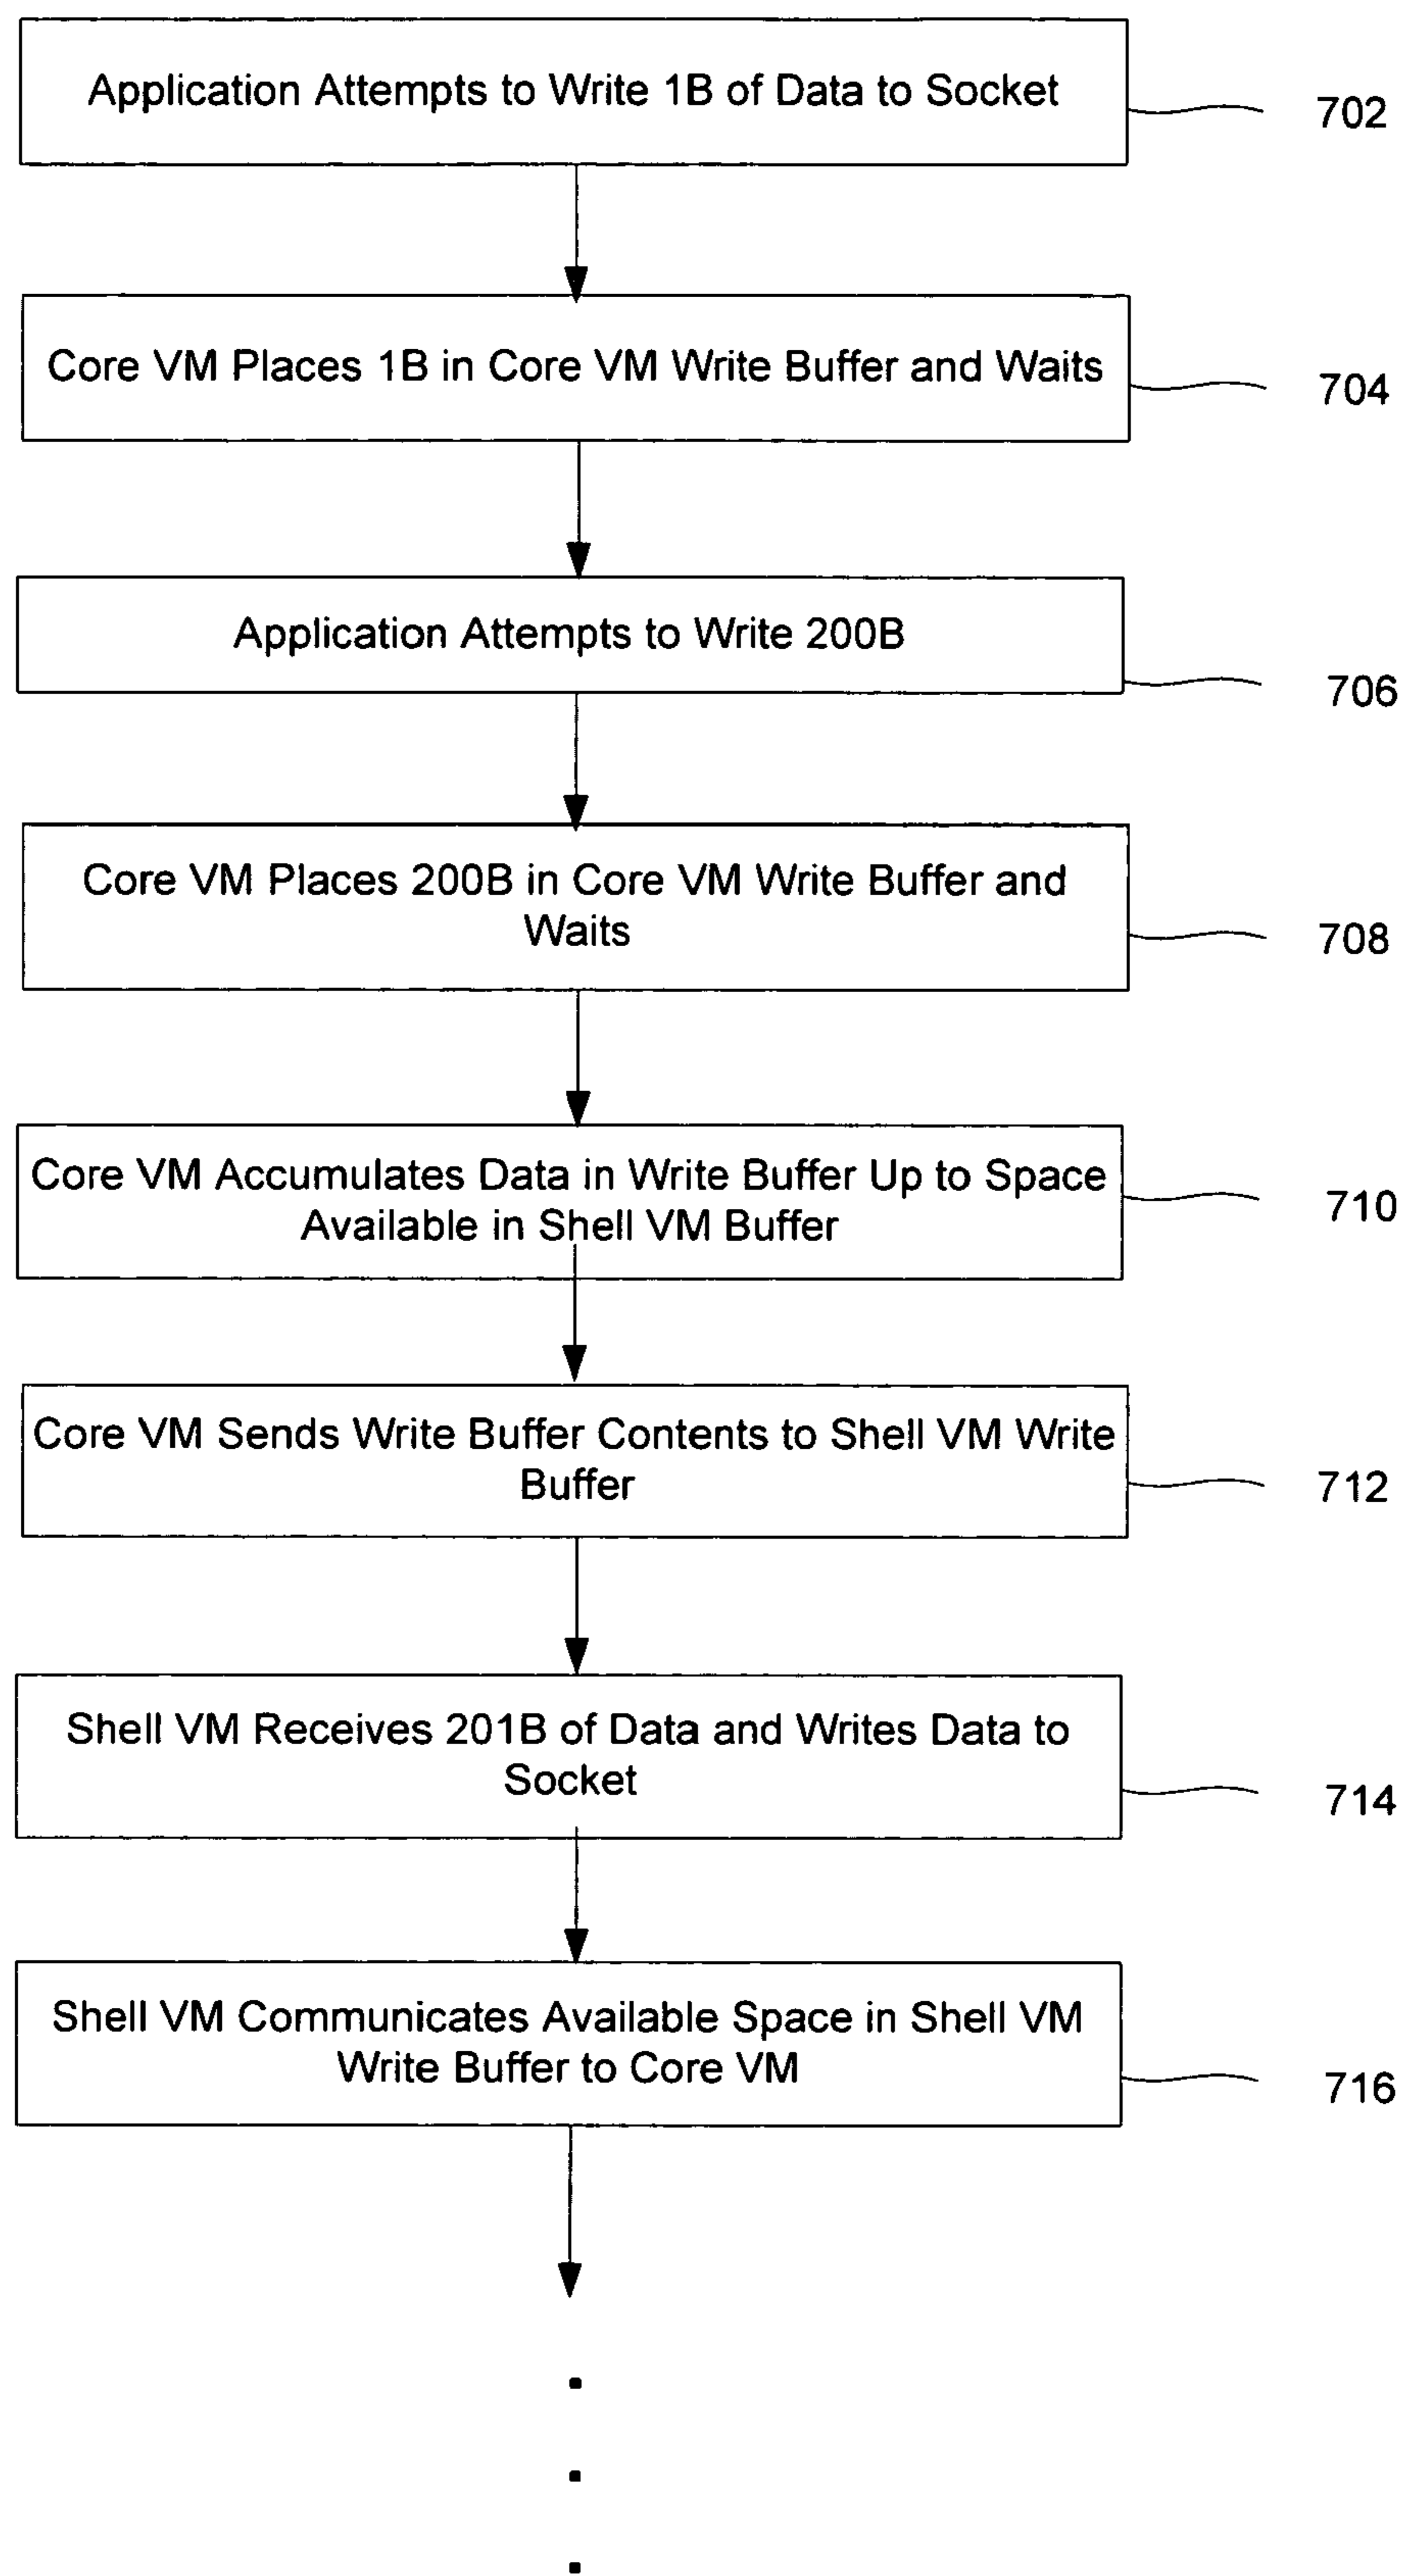 Application Attempts to Write 1B of Data to Socket
702
Core VM Places 1B in Core VM Write Buffer and Waits
704
Application Attempts to Write 200B
706
Core VM Places 200B in Core VM Write Buffer and
Waits
708
Core VM Accumulates Data in Write Buffer Up to Space
Available in Shell VM Buffer
710
Core VM Sends Write Buffer Contents to Shell VM Write
Buffer
712
Shell VM Receives 201B of Data and Writes Data to
Socket
714
Shell VM Communicates Available Space in Shell VM
Write Buffer to Core VM
716